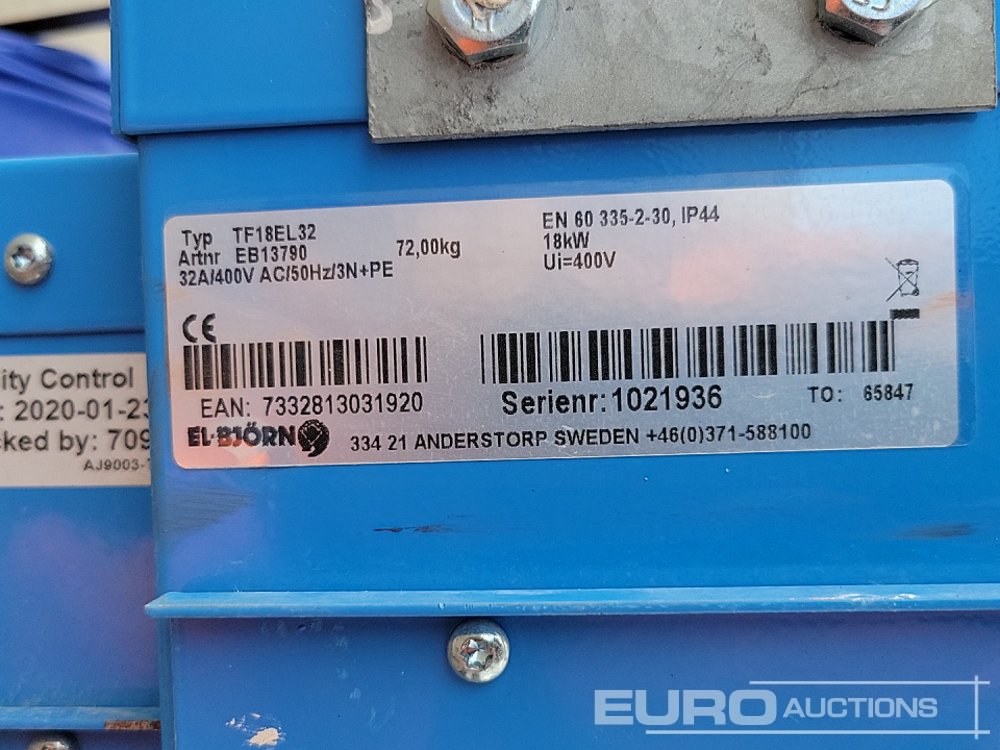 Typ TF18EL32
Artnr EB13790
72,00kg
32A/400V AC/50Hz/3N+PE
EN 60 335-2-30, IP44
18kW
Ui=400V
CE
EAN: 7332813031920
Serienr: 1021936
TO: 65847
EL-BJÖRN
334 21 ANDERSTORP SWEDEN +46(0)371-588100
ity Control
: 2020-01-23
cked by: 709
AJ9003-
EURO AUCTIONS